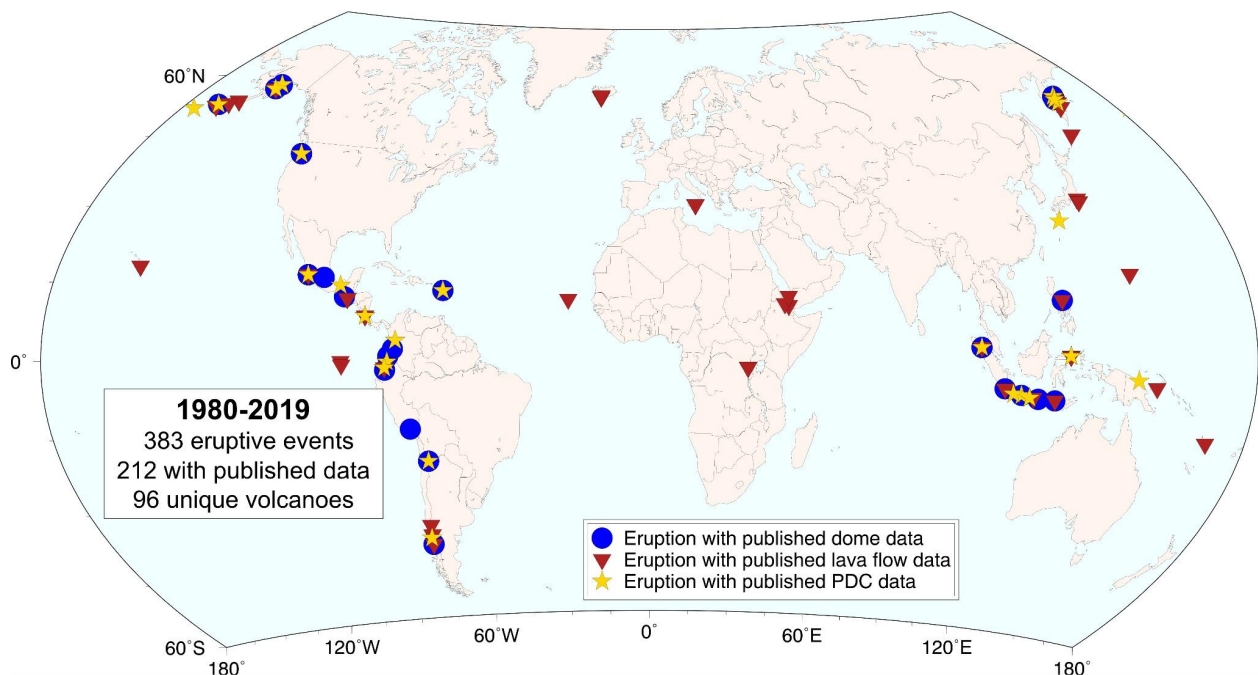 60°N
0°
1980-2019
383 eruptive events
212 with published data
96 unique volcanoes
Eruption with published dome data
Eruption with published lava flow data
Eruption with published PDC data
60°S
180°
120°W
60°W
0°
60°E
120°E
180°